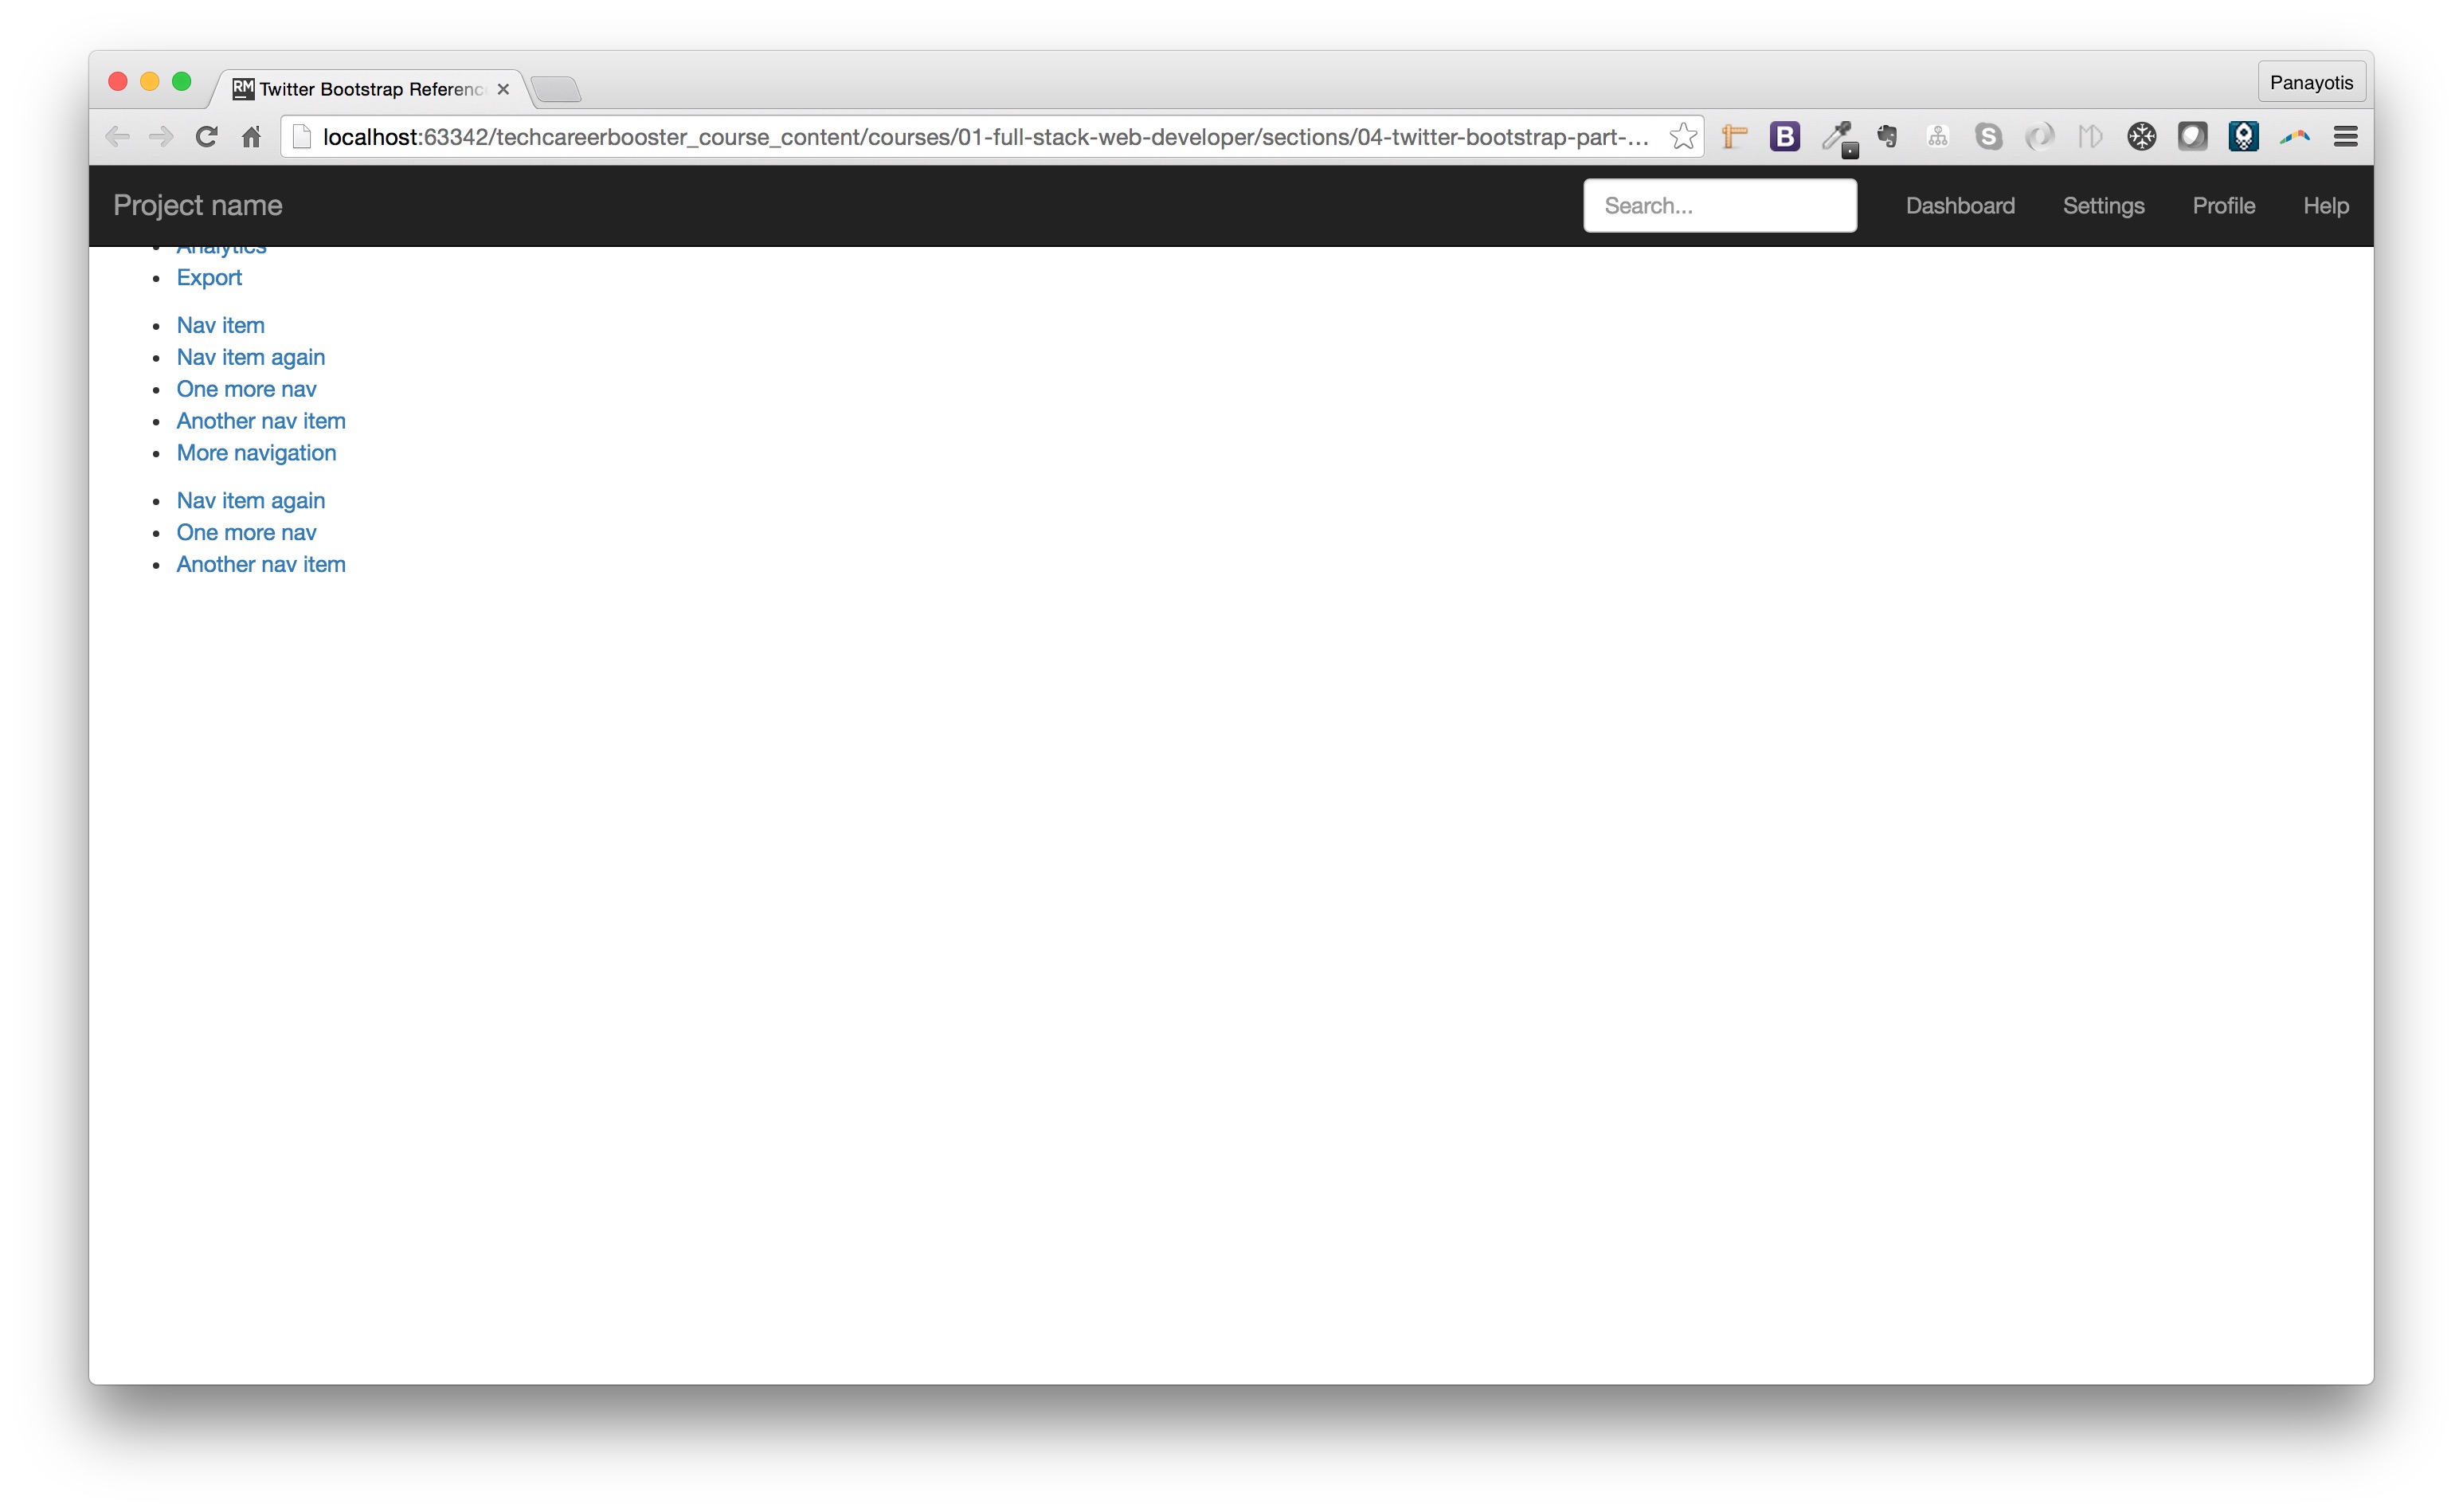 RM Twitter Bootstrap Referenc
Panayotis
localhost:63342/techcareerbooster_course_content/courses/01-full-stack-web-developer/sections/04-twitter-bootstrap-part-...
Project name
Search...
Dashboard
Settings
Profile
Help
Analytics
Export
Nav item
Nav item again
One more nav
Another nav item
More navigation
Nav item again
One more nav
Another nav item